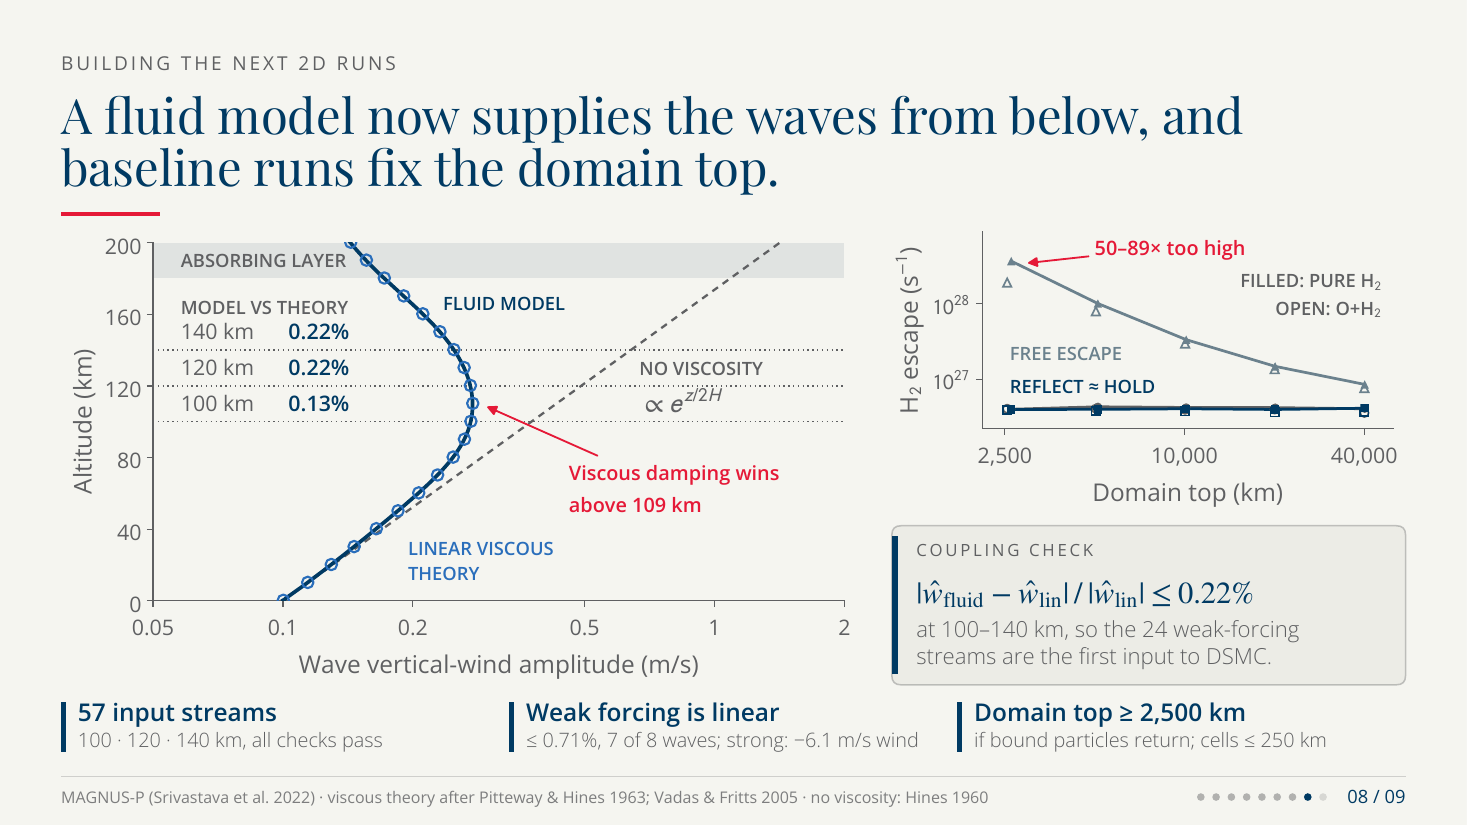 BUILDING THE NEXT 2D RUNS
A fluid model now supplies the waves from below, and
baseline runs fix the domain top.
200
160
120
80
40
0
Altitude (km)
ABSORBING LAYER
MODEL VS THEORY
140 km 0.22%
120 km 0.22%
100 km 0.13%
FLUID MODEL
NO VISCOSITY
∝ e^{z/2H}
Viscous damping wins
above 109 km
LINEAR VISCOUS
THEORY
0.05 0.1 0.2 0.5 1 2
Wave vertical-wind amplitude (m/s)
H₂ escape (s⁻¹)
10²⁸
10²⁷
50–89× too high
FILLED: PURE H₂
OPEN: O+H₂
FREE ESCAPE
REFLECT ≈ HOLD
2,500 10,000 40,000
Domain top (km)
COUPLING CHECK
|ŵ_fluid − ŵ_lin| / |ŵ_lin| ≤ 0.22%
at 100–140 km, so the 24 weak-forcing
streams are the first input to DSMC.
57 input streams
100 · 120 · 140 km, all checks pass
Weak forcing is linear
≤ 0.71%, 7 of 8 waves; strong: −6.1 m/s wind
Domain top ≥ 2,500 km
if bound particles return; cells ≤ 250 km
MAGNUS-P (Srivastava et al. 2022) · viscous theory after Pitteway & Hines 1963; Vadas & Fritts 2005 · no viscosity: Hines 1960
08 / 09